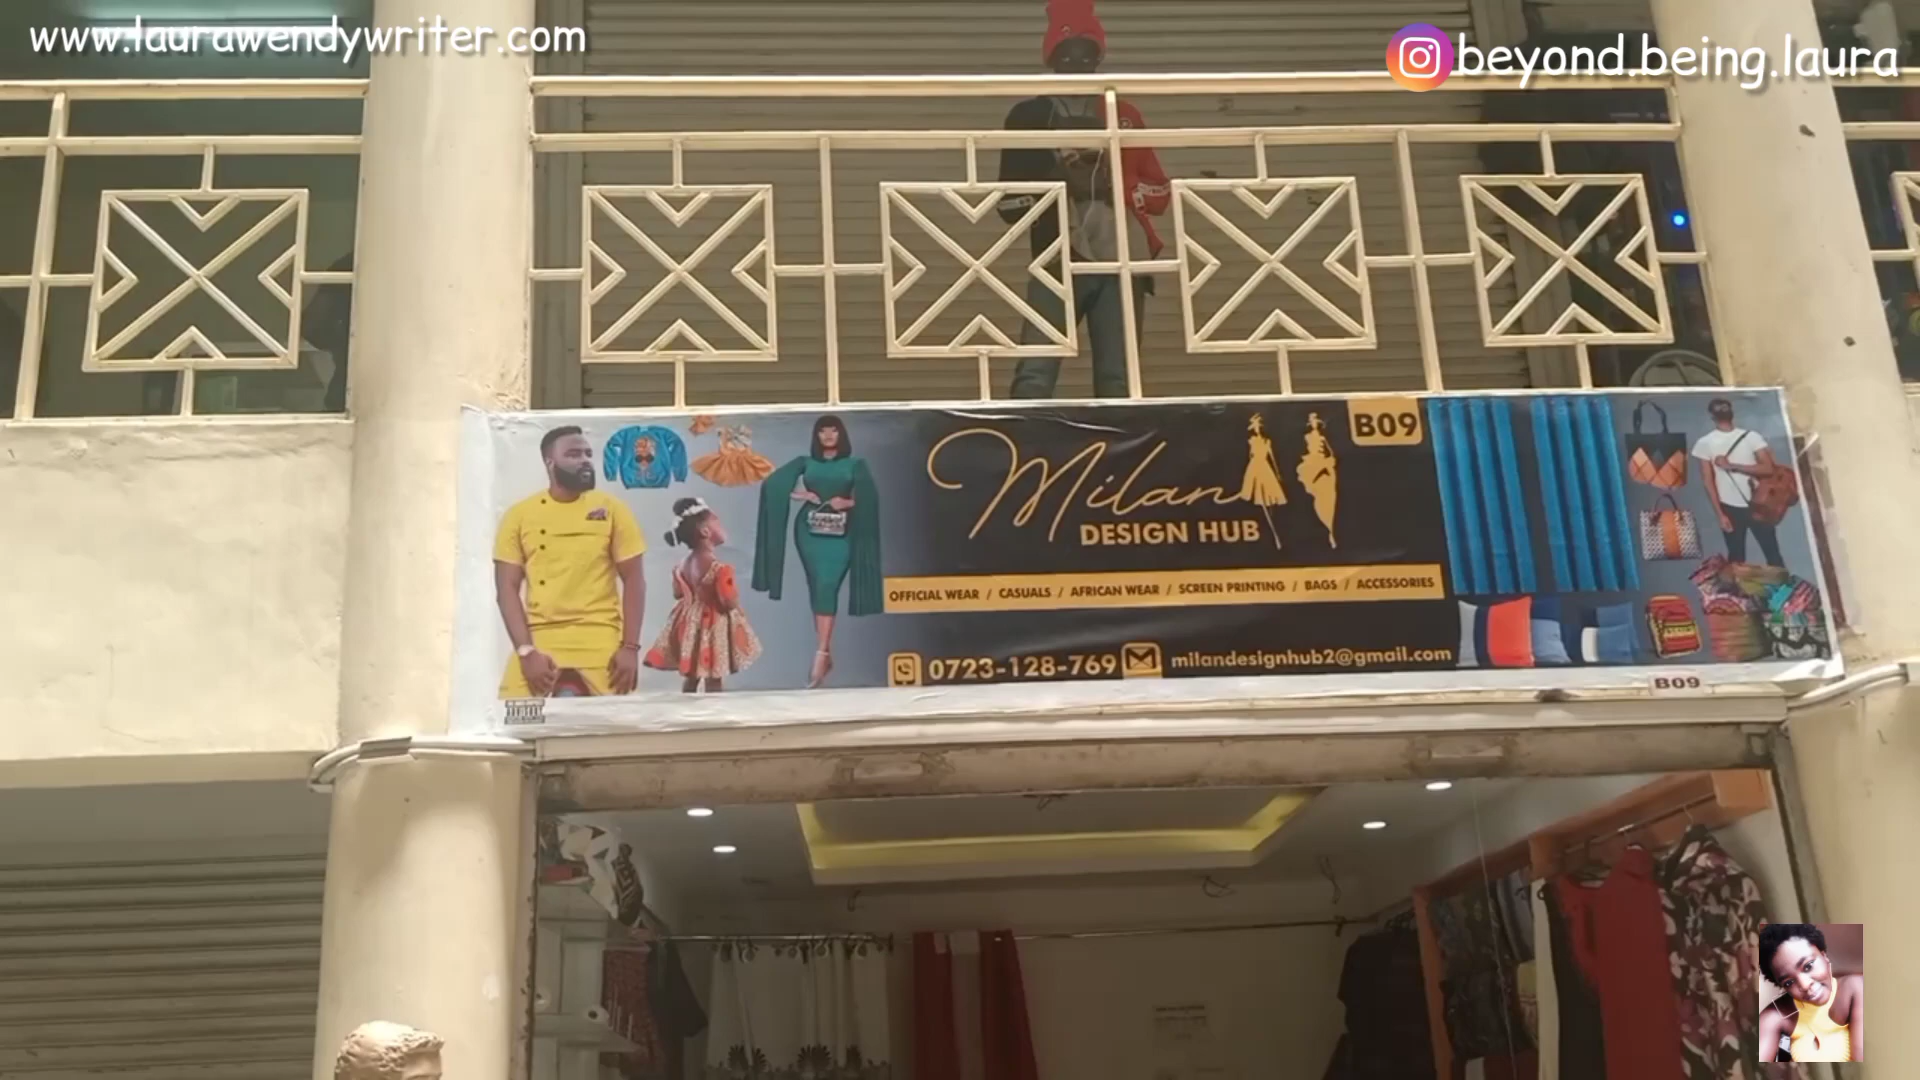 www.laurawendywriter.com
beyond.being.laura
B09
Milan
DESIGN HUB
OFFICIAL WEAR / CASUALS / AFRICAN WEAR / SCREEN PRINTING / BAGS / ACCESSORIES
0723-128-769 milandesignhub2@gmail.com
B09